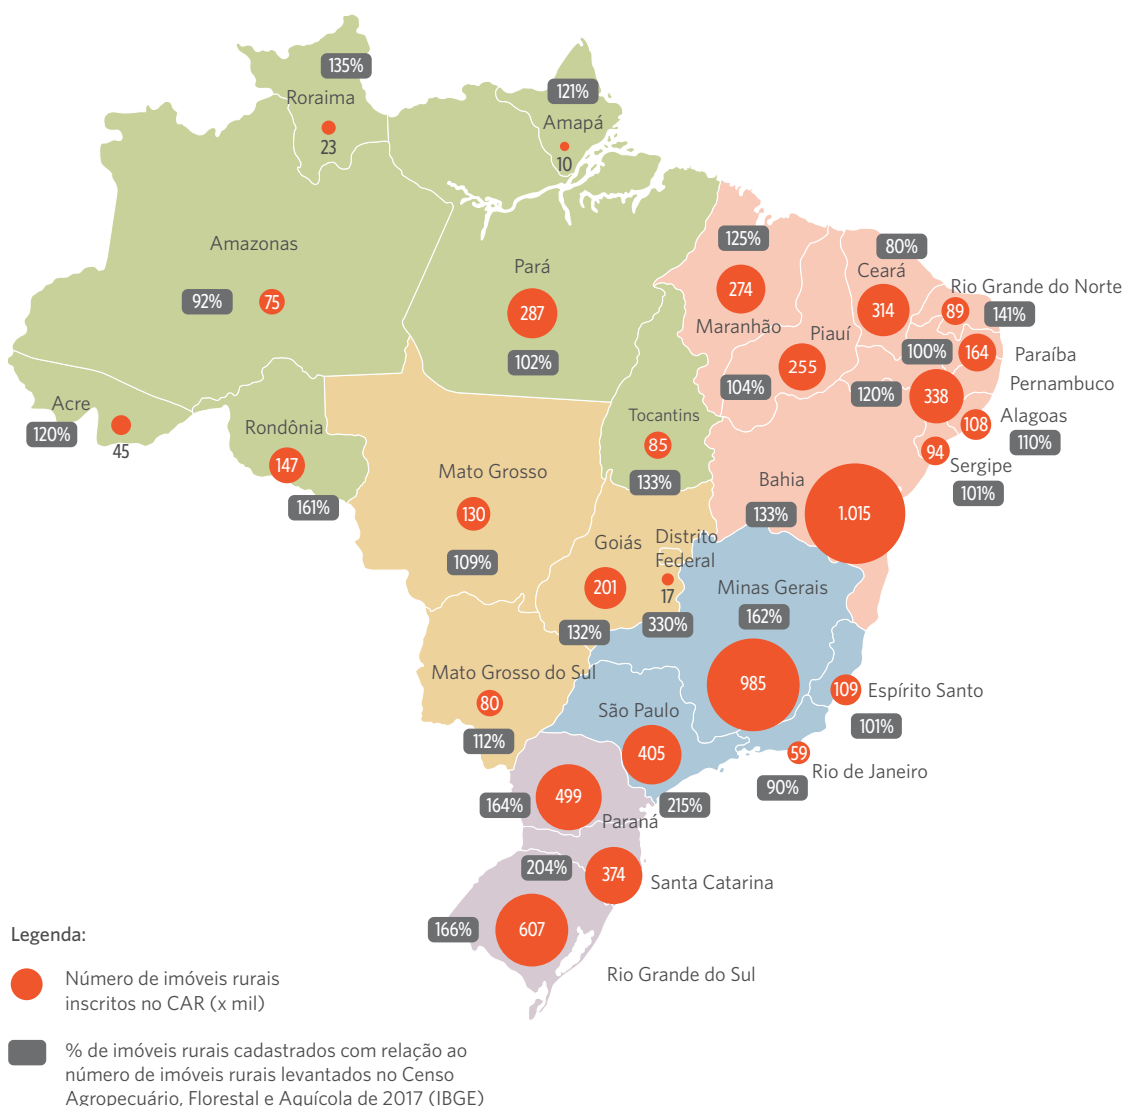 135%
Roraima
23
121%
Amapá
10
Amazonas
92%
75
Pará
287
102%
125%
274
Maranhão
80%
Ceará
314
Rio Grande do Norte
89
141%
Piauí
255
104%
100%
164
Paraíba
Pernambuco
120%
338
Alagoas
108
110%
94
Sergipe
101%
Acre
120%
45
Rondônia
147
161%
Tocantins
85
133%
Mato Grosso
130
109%
Bahia
133%
1.015
Goiás
201
132%
Distrito
Federal
17
330%
Minas Gerais
162%
985
Mato Grosso do Sul
80
112%
São Paulo
405
215%
109
Espírito Santo
101%
59
Rio de Janeiro
90%
164%
499
Paraná
204%
374
Santa Catarina
166%
607
Rio Grande do Sul
Legenda:
Número de imóveis rurais
inscritos no CAR (x mil)
% de imóveis rurais cadastrados com relação ao
número de imóveis rurais levantados no Censo
Agropecuário, Florestal e Aquícola de 2017 (IBGE)